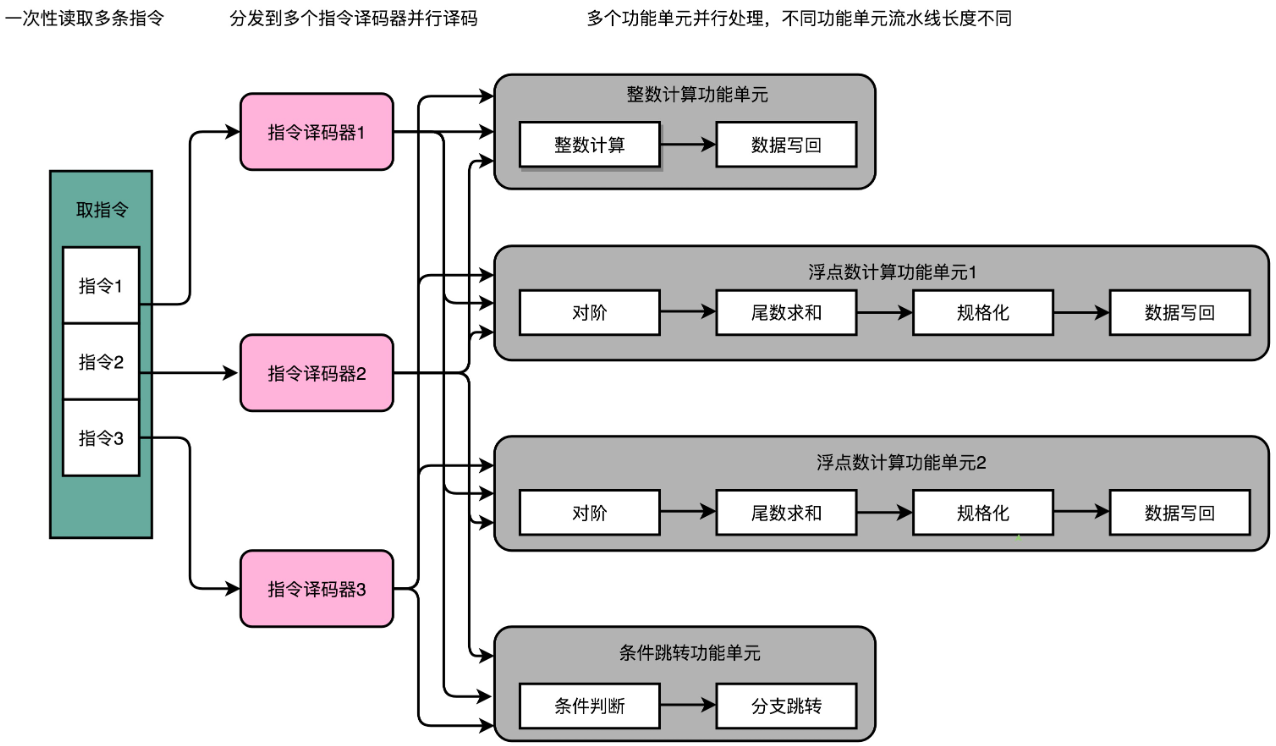 一次性读取多条指令
分发到多个指令译码器并行译码
多个功能单元并行处理，不同功能单元流水线长度不同
取指令
指令1
指令2
指令3
指令译码器1
指令译码器2
指令译码器3
整数计算功能单元
整数计算
数据写回
浮点数计算功能单元1
对阶
尾数求和
规格化
数据写回
浮点数计算功能单元2
对阶
尾数求和
规格化
数据写回
条件跳转功能单元
条件判断
分支跳转